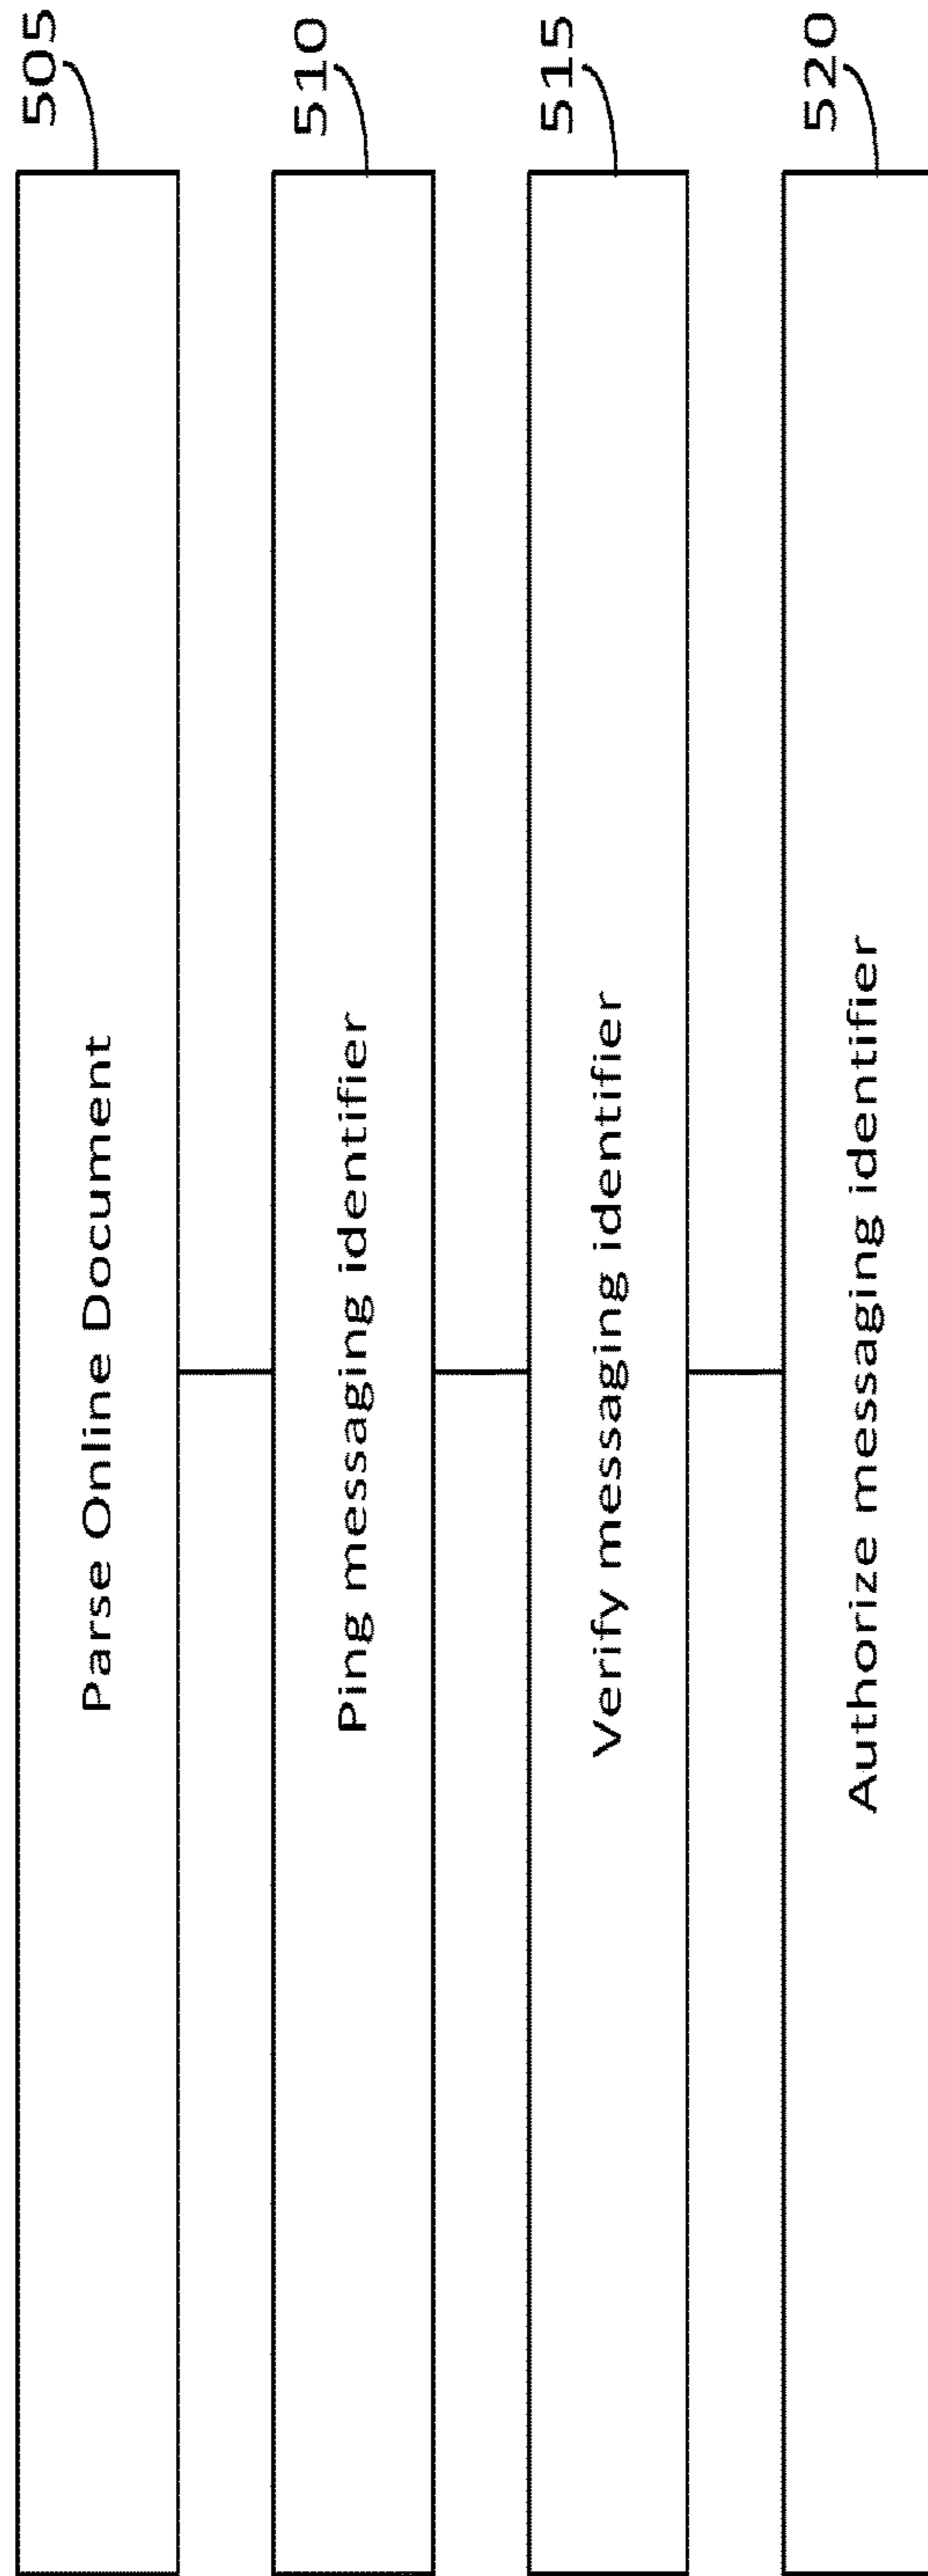 505
Parse Online Document
510
Ping messaging identifier
515
Verify messaging identifier
520
Authorize messaging identifier